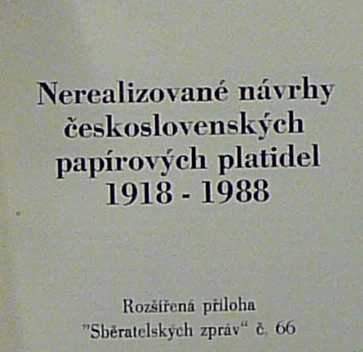 Nerealizované návrhy
československých
papírových platidel
1918 - 1988
Rozšířená příloha
"Sběratelských zpráv“ č. 66